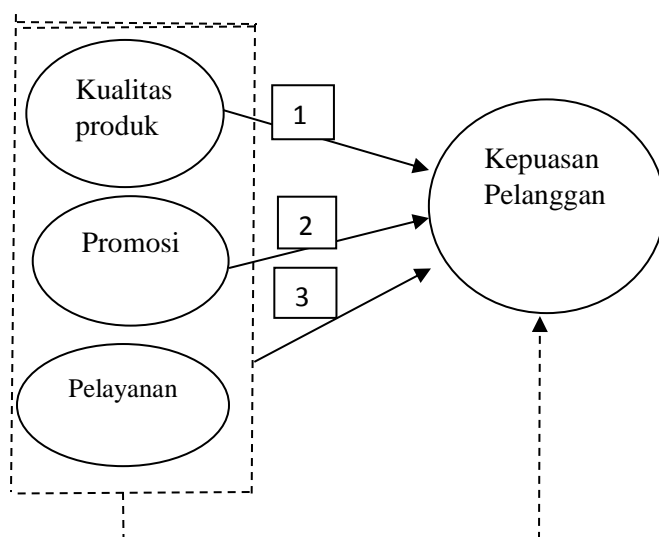 Kualitas
produk
1
Kepuasan
Pelanggan
Promosi
2
3
Pelayanan